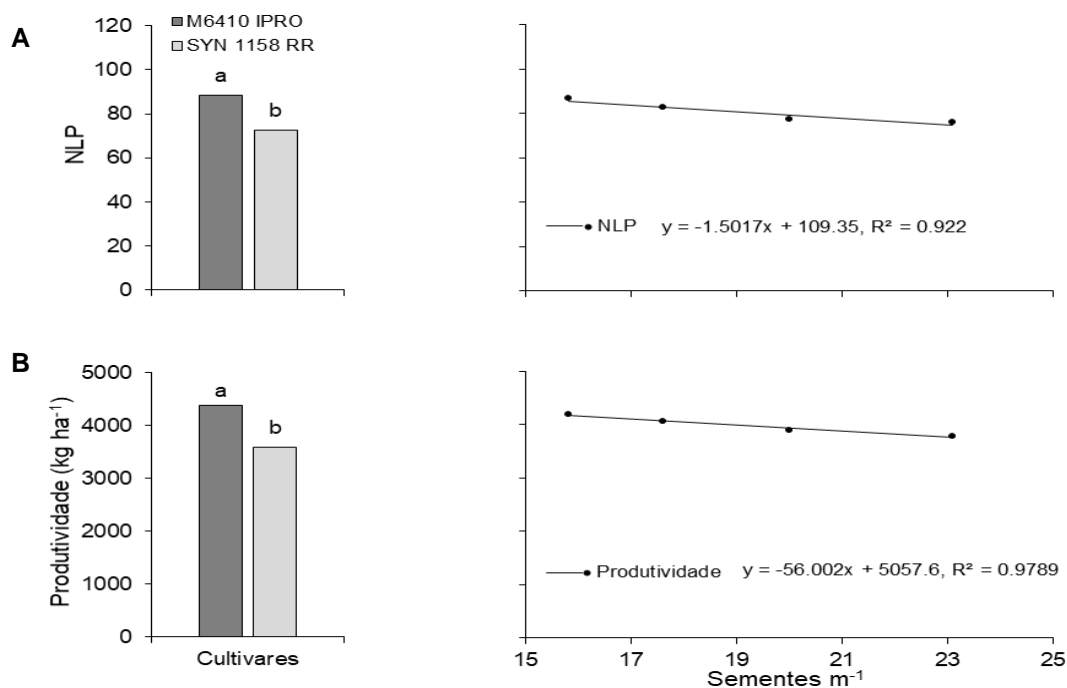 A
M6410 IPRO
SYN 1158 RR
120
100
80
60
40
20
0
NLP
a
b
NLP y = -1.5017x + 109.35, R² = 0.922
B
5000
4000
3000
2000
1000
0
Produtividade (kg ha⁻¹)
a
b
Cultivares
Produtividade y = -56.002x + 5057.6, R² = 0.9789
15 17 19 21 23 25
Sementes m⁻¹